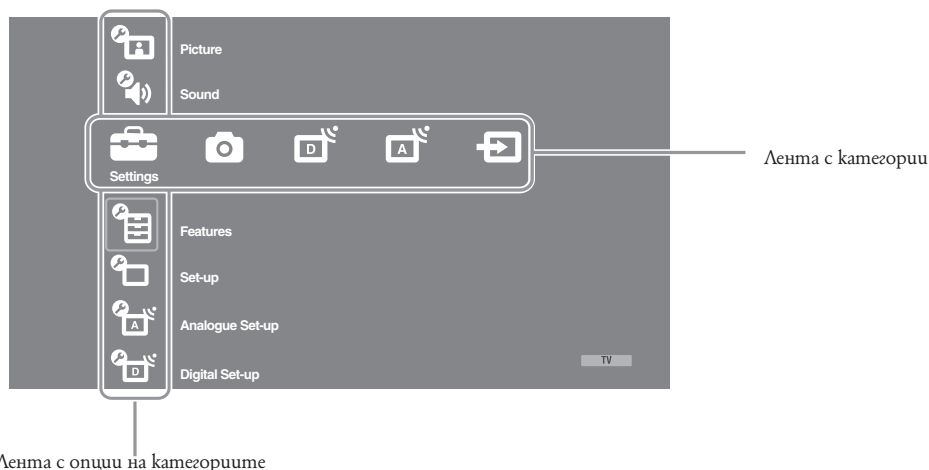 Picture
Sound
D
A
Settings
Лента с категории
Features
Set-up
A
Analogue Set-up
D
Digital Set-up
TV
Лента с опции на категориите